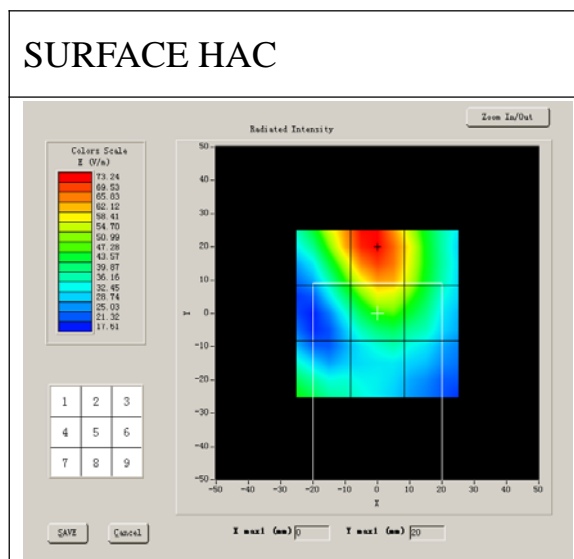 SURFACE HAC
Zoom In/Out
Radiated Intensity
Colors Scale
E (V/m)
73.24
69.53
65.83
62.12
58.41
54.70
50.99
47.28
43.57
39.87
36.16
32.45
28.74
25.03
21.32
17.61
50
40
30
20
10
0
-10
-20
-30
-40
-50
Y
-50 -40 -30 -20 -10 0 10 20 30 40 50
X
1 2 3
4 5 6
7 8 9
SAVE Cancel
X max1 (mm) 0 Y max1 (mm) 20